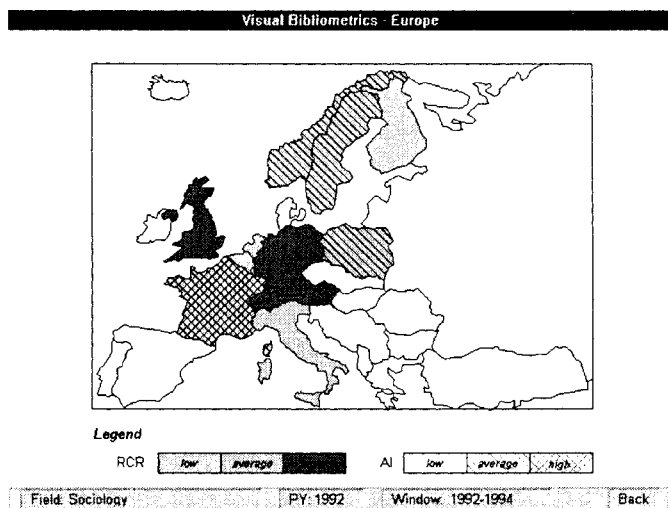 Visual Bibliometrics - Europe
Legend
RCR low average AI low average high
Field: Sociology PY: 1992 Window: 1992-1994 Back